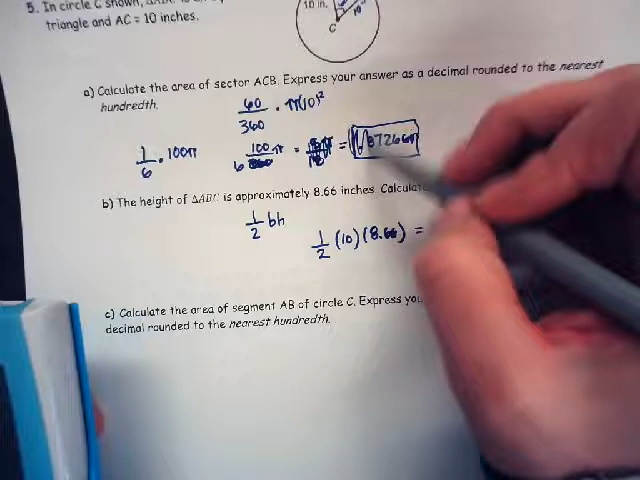 5. In circle C shown,
triangle and AC = 10 inches.
10 in.
10"
C
a) Calculate the area of sector ACB. Express your answer as a decimal rounded to the nearest
hundredth.
60/360 · π(10)²
1/6 · 100π
100π/6 = =
b) The height of △ABC is approximately 8.66 inches. Calculate
1/2 bh
1/2 (10)(8.66) =
c) Calculate the area of segment AB of circle C. Express you
decimal rounded to the nearest hundredth.